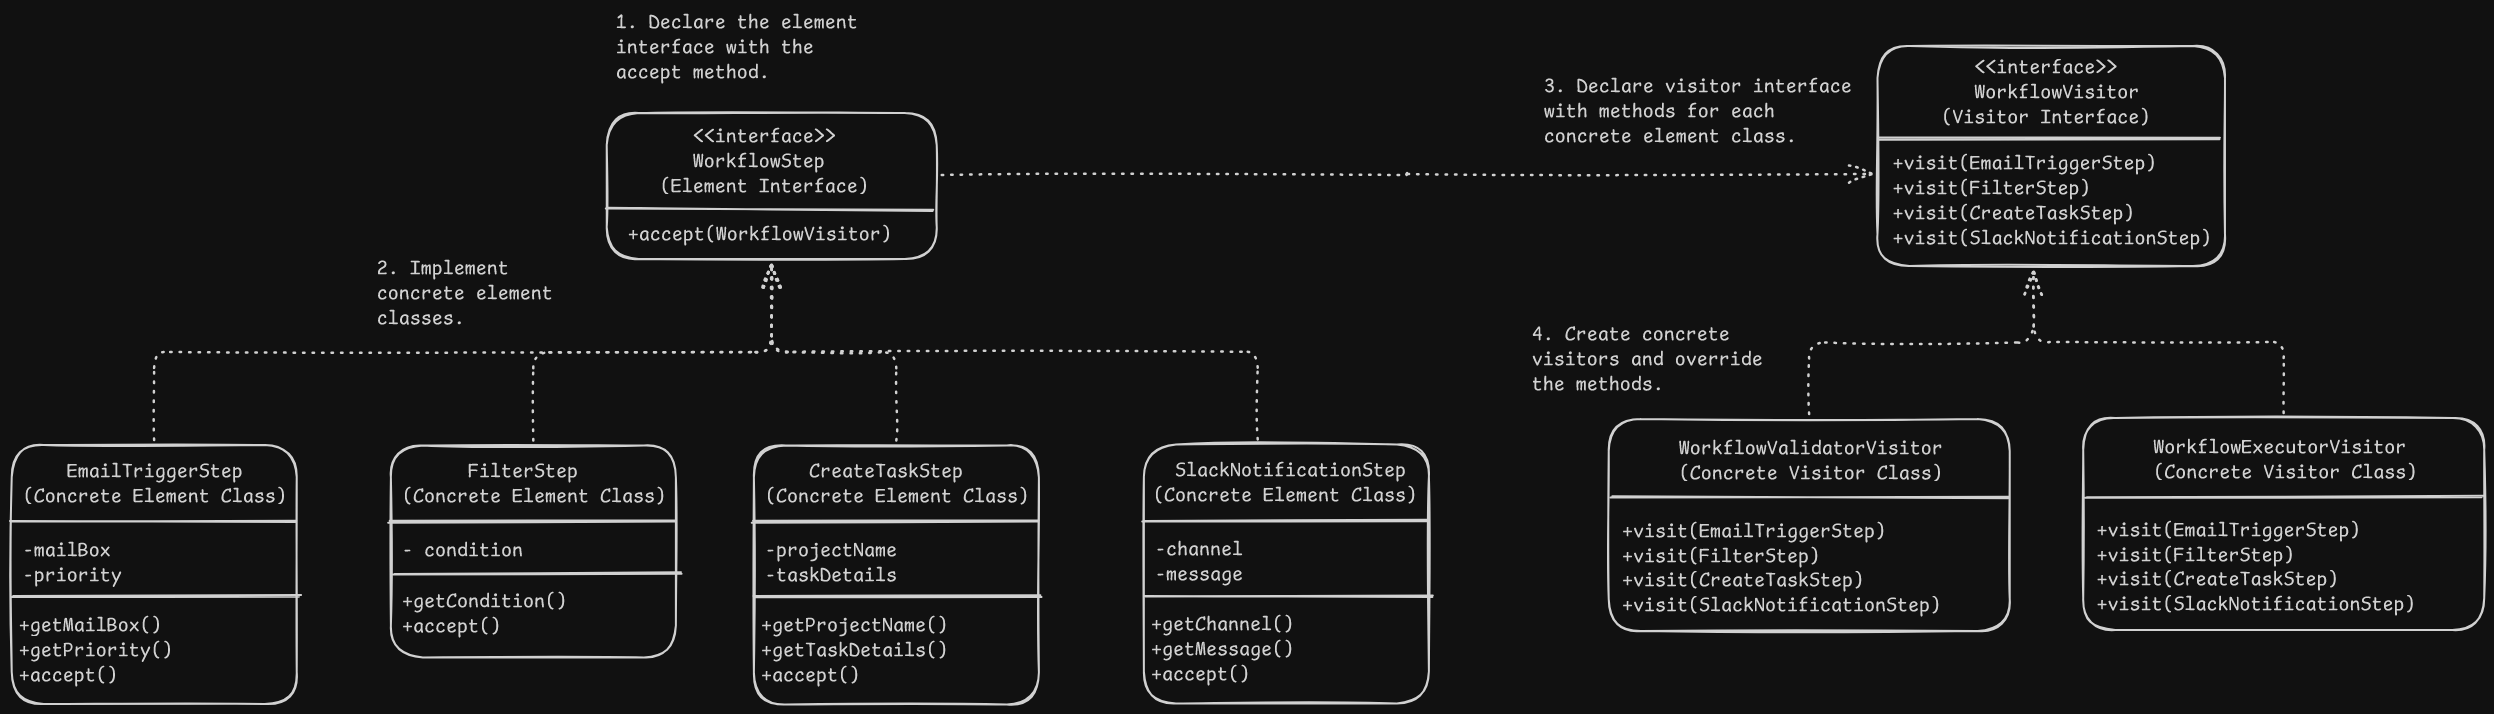 1. Declare the element
interface with the
accept method.
<<interface>>
WorkflowStep
(Element Interface)
+accept(WorkflowVisitor)
2. Implement
concrete element
classes.
3. Declare visitor interface
with methods for each
concrete element class.
<<interface>>
WorkflowVisitor
(Visitor Interface)
+visit(EmailTriggerStep)
+visit(FilterStep)
+visit(CreateTaskStep)
+visit(SlackNotificationStep)
4. Create concrete
visitors and override
the methods.
EmailTriggerStep
(Concrete Element Class)
-mailBox
-priority
+getMailBox()
+getPriority()
+accept()
FilterStep
(Concrete Element Class)
- condition
+getCondition()
+accept()
CreateTaskStep
(Concrete Element Class)
-projectName
-taskDetails
+getProjectName()
+getTaskDetails()
+accept()
SlackNotificationStep
(Concrete Element Class)
-channel
-message
+getChannel()
+getMessage()
+accept()
WorkflowValidatorVisitor
(Concrete Visitor Class)
+visit(EmailTriggerStep)
+visit(FilterStep)
+visit(CreateTaskStep)
+visit(SlackNotificationStep)
WorkflowExecutorVisitor
(Concrete Visitor Class)
+visit(EmailTriggerStep)
+visit(FilterStep)
+visit(CreateTaskStep)
+visit(SlackNotificationStep)